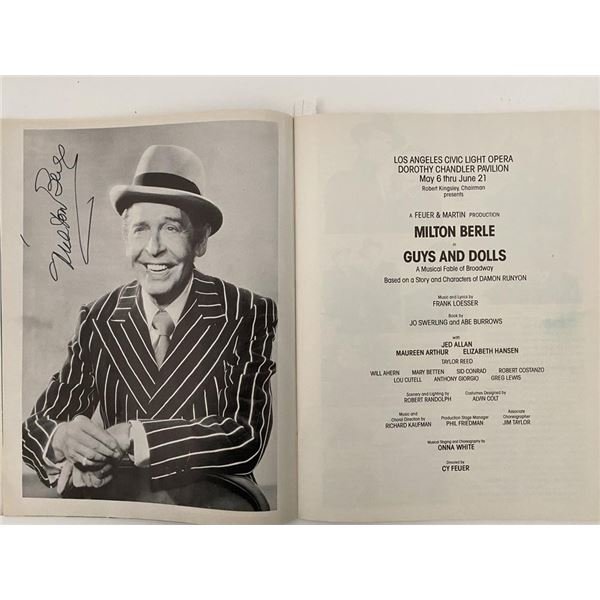 Milton Berle
LOS ANGELES CIVIC LIGHT OPERA
DOROTHY CHANDLER PAVILION
May 6 thru June 21
Robert Kingsley, Chairman
presents
A FEUER & MARTIN PRODUCTION
MILTON BERLE
in
GUYS AND DOLLS
A Musical Fable of Broadway
Based on a Story and Characters of DAMON RUNYON
Music and Lyrics by
FRANK LOESSER
Book by
JO SWERLING and ABE BURROWS
with
JED ALLAN
MAUREEN ARTHUR ELIZABETH HANSEN
TAYLOR REED
WILL AHERN MARY BETTEN SID CONRAD ROBERT COSTANZO
LOU CUTELL ANTHONY GIORGIO GREG LEWIS
Scenery and Lighting by Costumes Designed by
ROBERT RANDOLPH ALVIN COLT
Music and Associate
Choral Direction by Production Stage Manager Choreographer
RICHARD KAUFMAN PHIL FRIEDMAN JIM TAYLOR
Musical Staging and Choreography by
ONNA WHITE
Directed by
CY FEUER